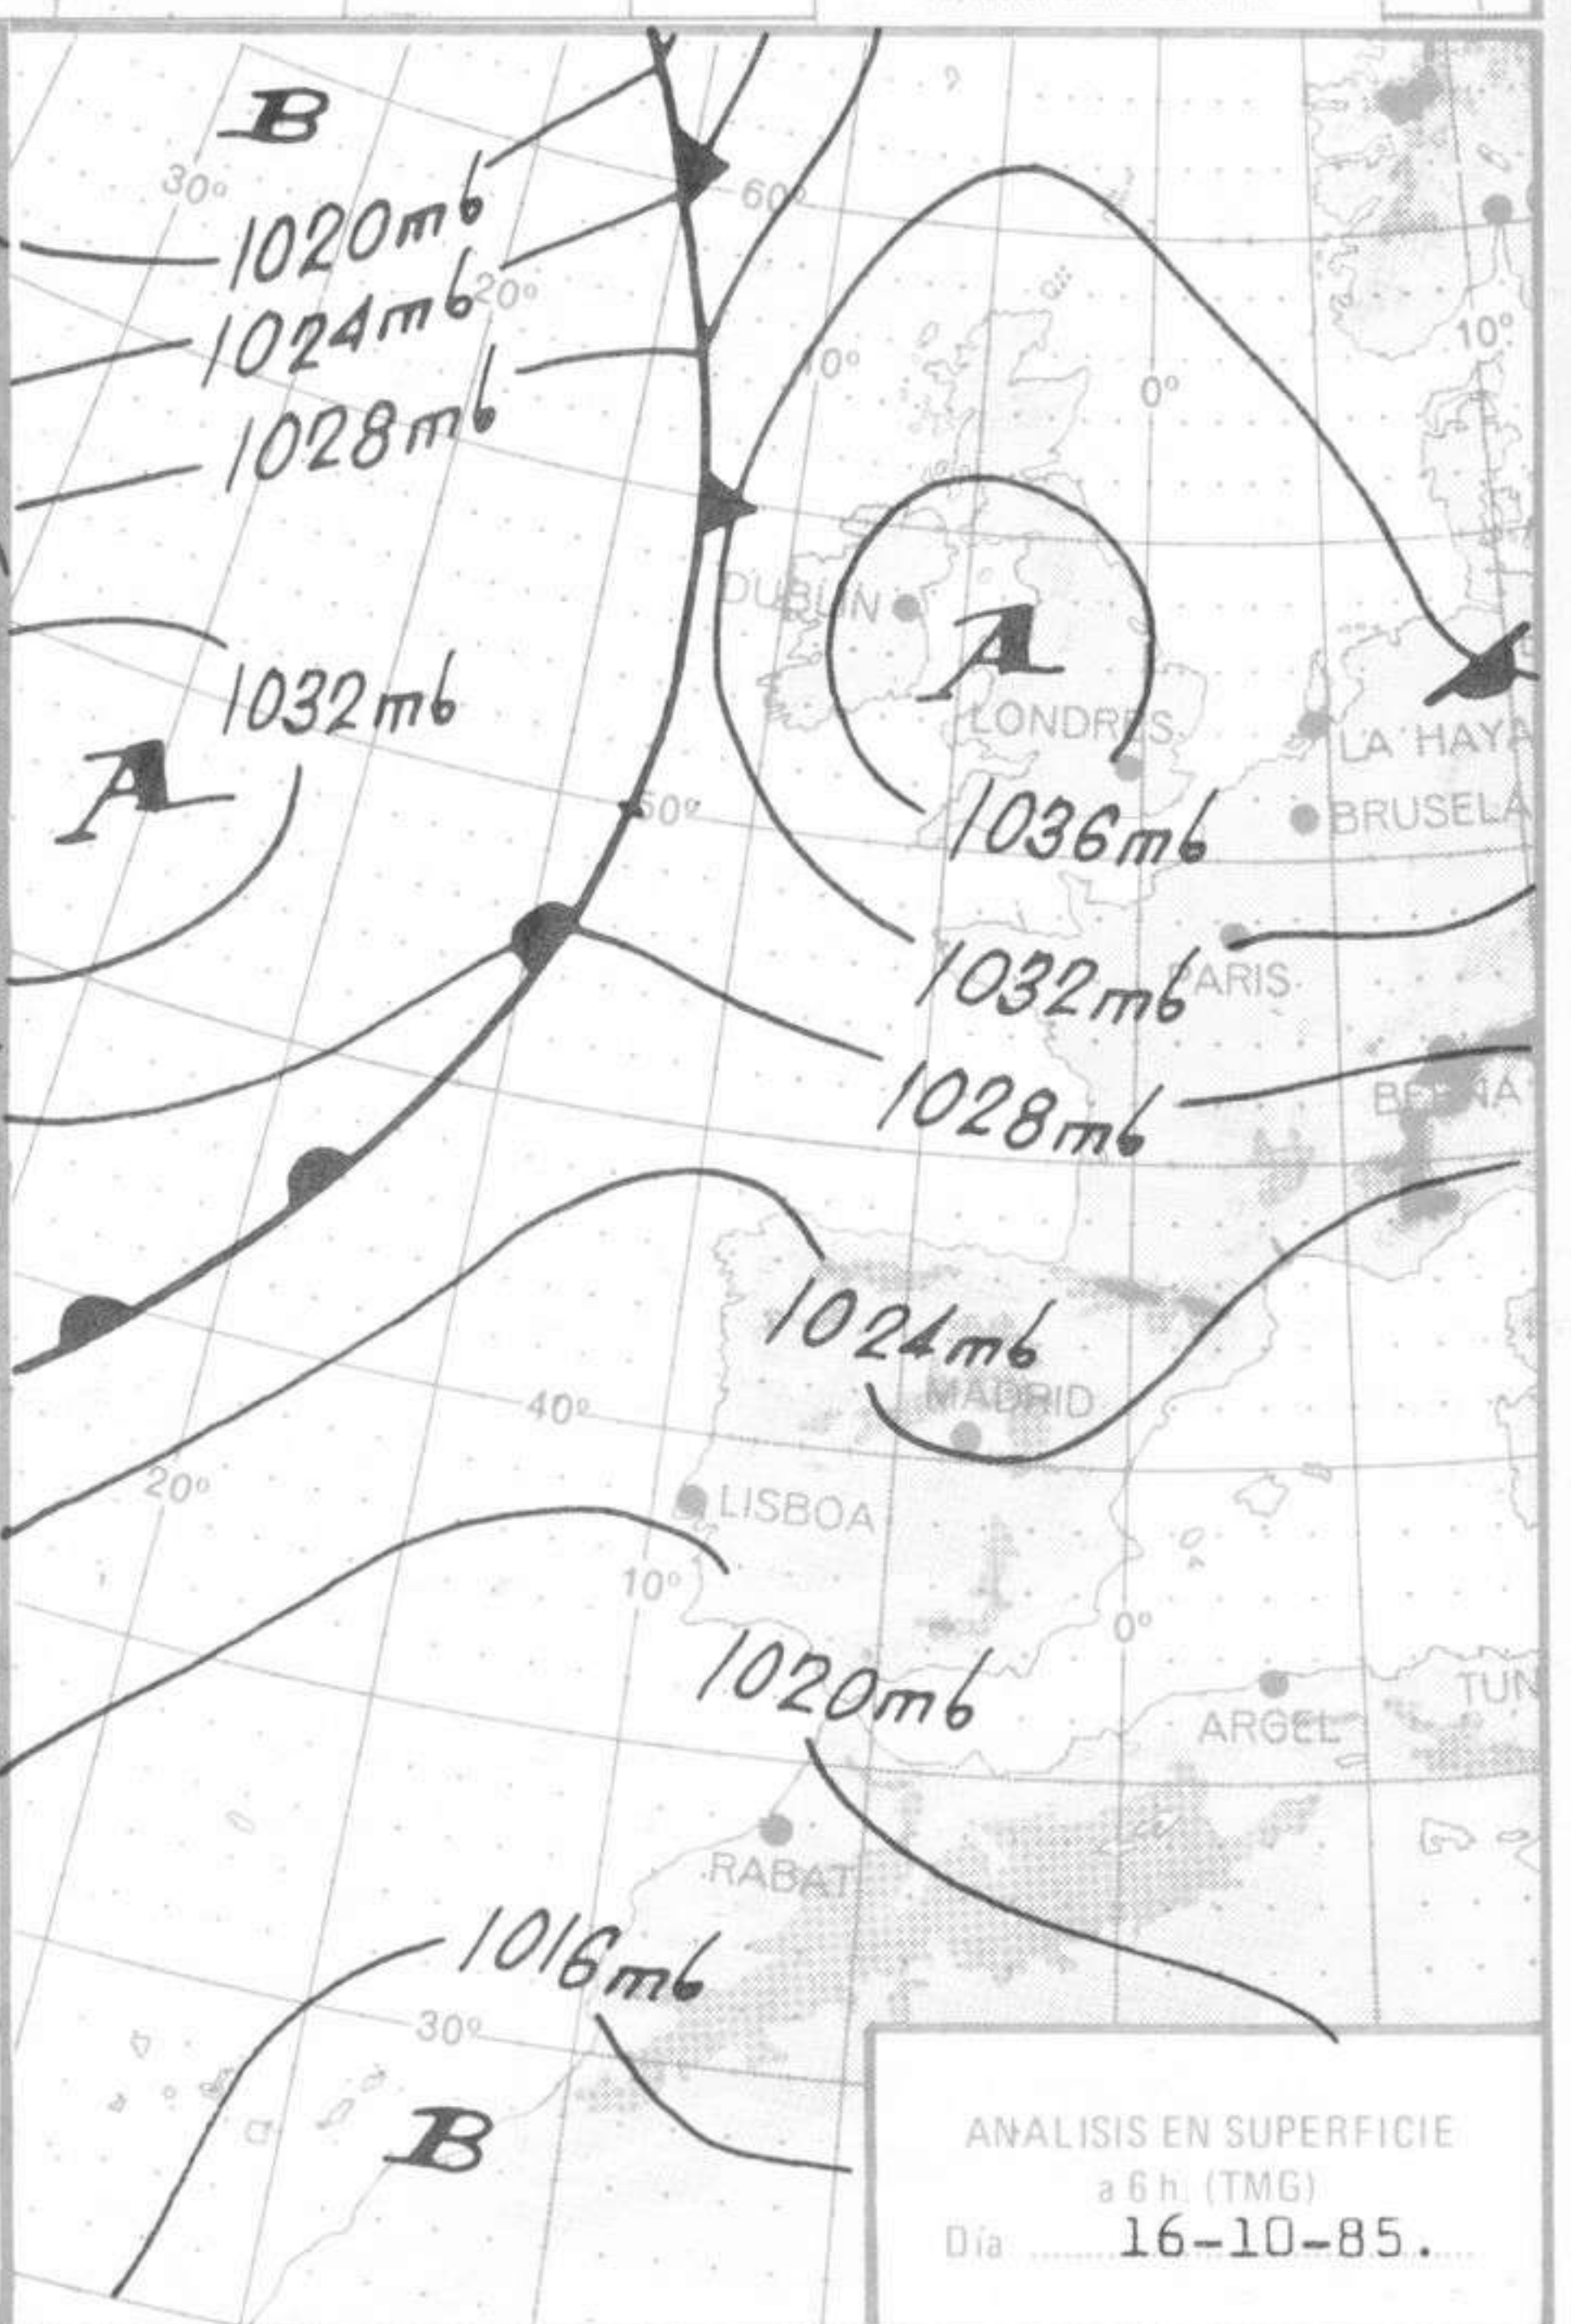 B
30º
1020mb
60º
1024mb
20º
10º
10º
0º
1028mb
DUBLIN
A
1032mb
LONDRES
LA HAYA
A
50º
1036mb
BRUSELA
1032mb
PARIS
1028mb
BERNA
1024mb
40º
MADRID
20º
LISBOA
10º
0º
1020mb
TUN
ARGEL
RABAT
1016mb
30º
B
ANALISIS EN SUPERFICIE
a 6 h. (TMG)
Día 16-10-85.